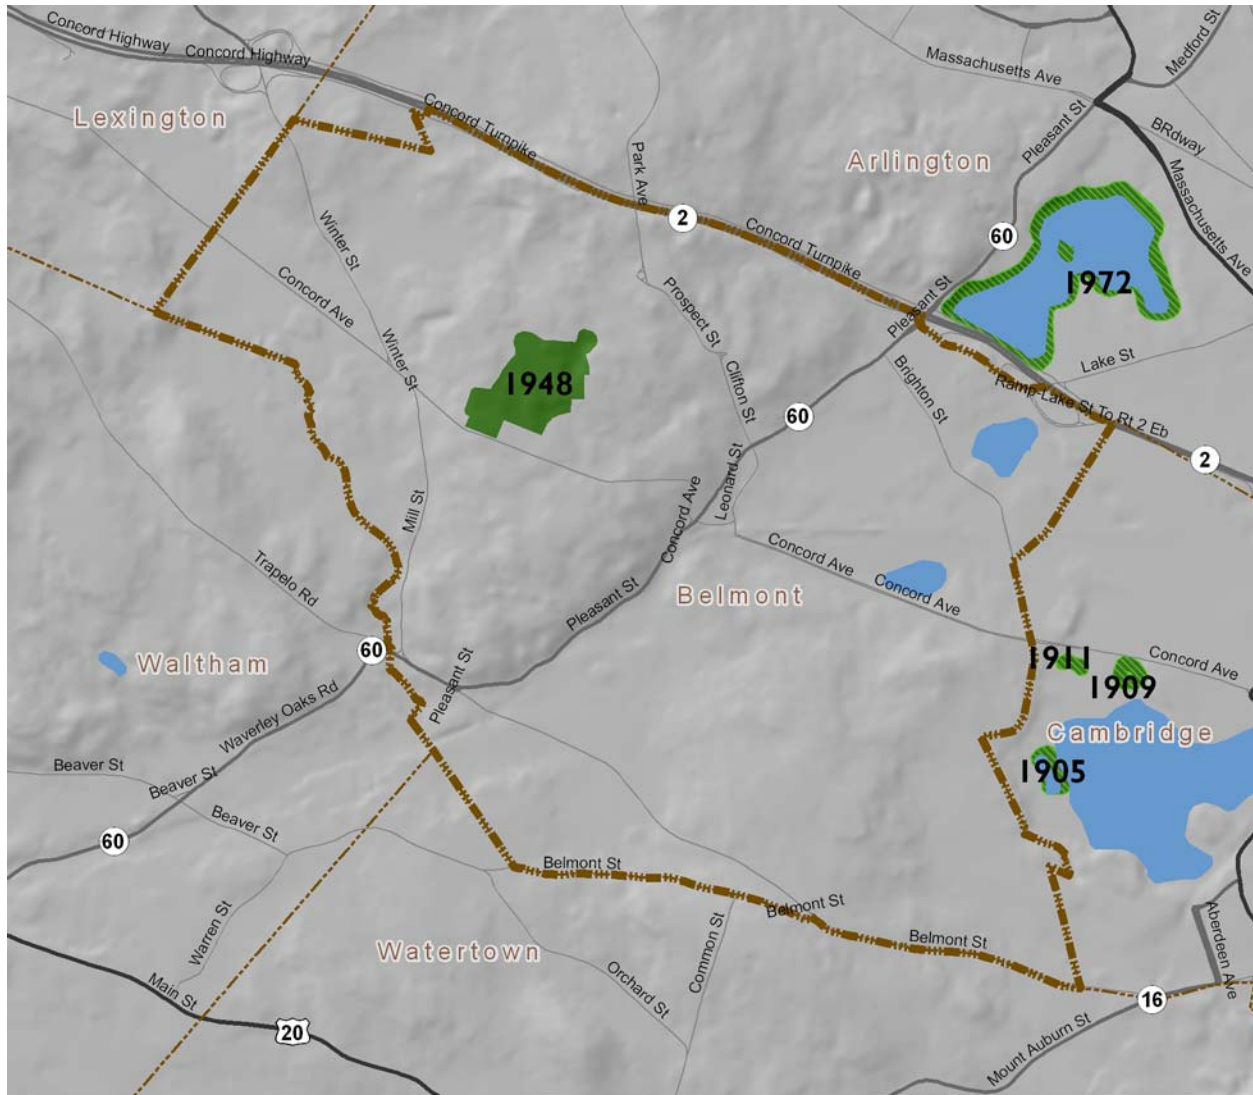 Concord Highway
Concord Highway
Medford St
Massachusetts Ave
Lexington
Concord Turnpike
Pleasant St
BRdway
Park Ave
Arlington
Massachusetts Ave
2
Winter St
60
Concord Turnpike
Concord Ave
1972
Prospect St
Pleasant St
Winter St
1948
Clifton St
Brighton St
Lake St
Ramp-Lake St To Rt 2 Eb
60
2
Leonard St
Mill St
Concord Ave
Concord Ave
Concord Ave
Trapelo Rd
Pleasant St
Belmont
60
Waltham
1911
Concord Ave
1909
Pleasant St
Waverley Oaks Rd
Cambridge
Beaver St
Beaver St
1905
Beaver St
60
Belmont St
Belmont St
Warren St
Belmont St
Aberdeen Ave
Watertown
Common St
Orchard St
Main St
16
20
Mount Auburn St